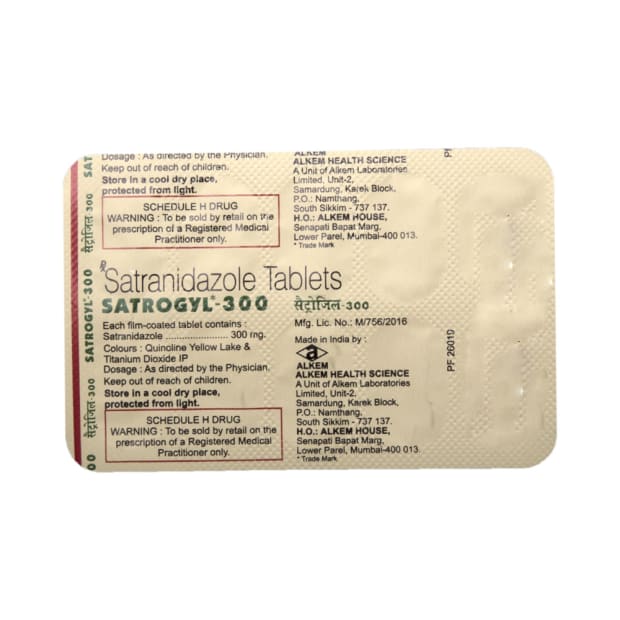 Dosage : As directed by the Physician.
Keep out of reach of children.
Store in a cool dry place,
protected from light.
SCHEDULE H DRUG
WARNING : To be sold by retail on the
prescription of a Registered Medical
Practitioner only.
ALKEM
ALKEM HEALTH SCIENCE
A Unit of Alkem Laboratories
Limited, Unit-2,
Samardung, Karek Block,
P.O.: Namthang,
South Sikkim - 737 137.
H.O.: ALKEM HOUSE,
Senapati Bapat Marg,
Lower Parel, Mumbai-400 013.
* Trade Mark
Rx
Satranidazole Tablets
SATROGYL*-300
सैट्रोजिल-300
Each film-coated tablet contains :
Satranidazole ....................... 300 mg.
Colours : Quinoline Yellow Lake &
Titanium Dioxide IP
Dosage : As directed by the Physician.
Keep out of reach of children.
Store in a cool dry place,
protected from light.
SCHEDULE H DRUG
WARNING : To be sold by retail on the
prescription of a Registered Medical
Practitioner only.
Mfg. Lic. No.: M/756/2016
Made in India by :
a
ALKEM
ALKEM HEALTH SCIENCE
A Unit of Alkem Laboratories
Limited, Unit-2,
Samardung, Karek Block,
P.O.: Namthang,
South Sikkim - 737 137.
H.O.: ALKEM HOUSE,
Senapati Bapat Marg,
Lower Parel, Mumbai-400 013.
* Trade Mark
SAT
सैट्रोजिल-300
SATROGYL*-300
सैट्रोजिल-300
00
PF
PF 26019